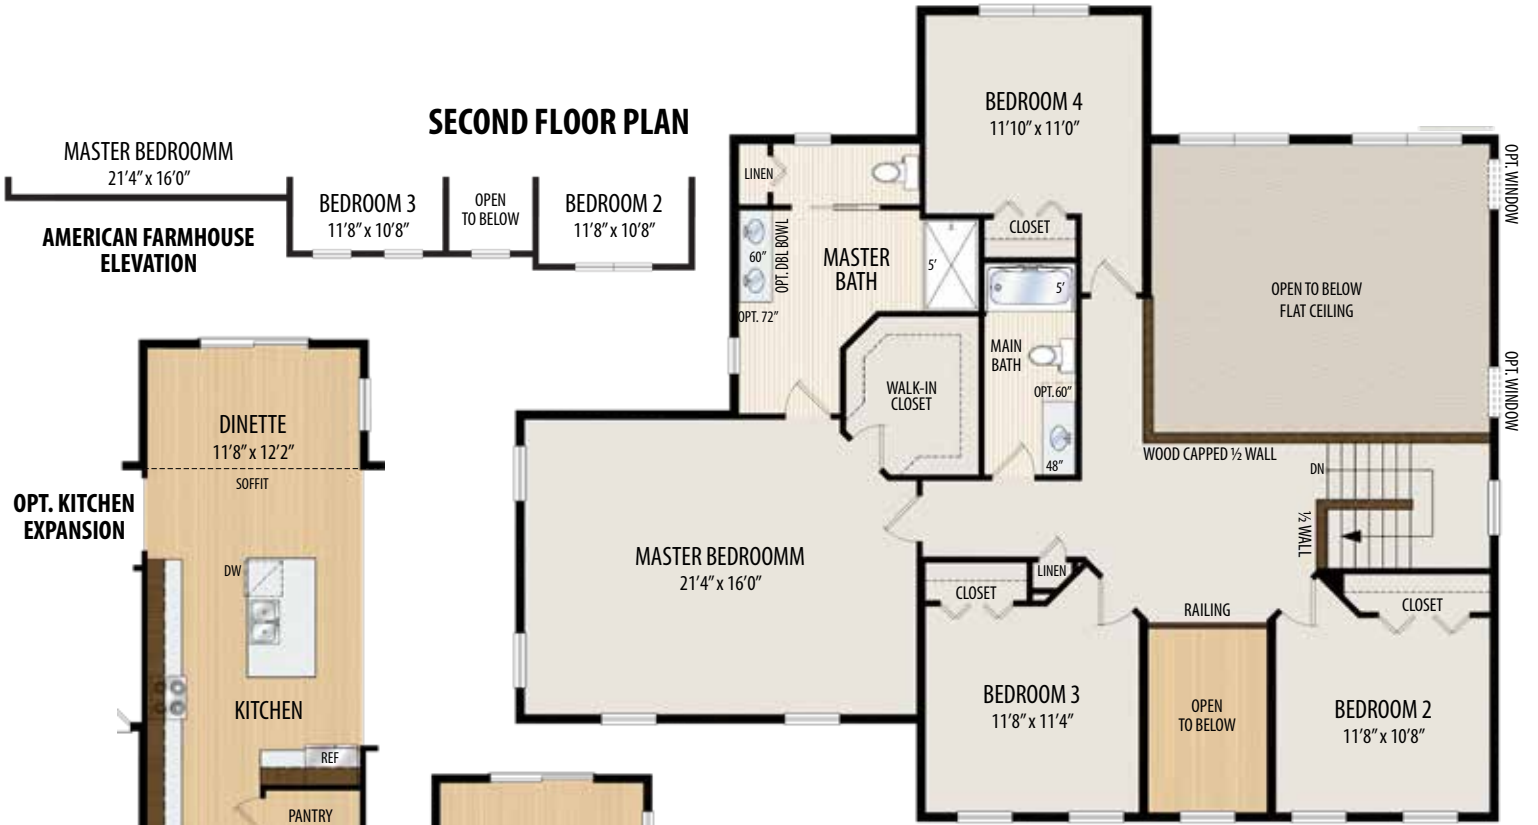 SECOND FLOOR PLAN
MASTER BEDROOMM
21'4" x 16'0"
BEDROOM 3
11'8" x 10'8"
OPEN
TO BELOW
BEDROOM 2
11'8" x 10'8"
AMERICAN FARMHOUSE
ELEVATION
DINETTE
11'8" x 12'2"
SOFFIT
OPT. KITCHEN
EXPANSION
DW
KITCHEN
REF
PANTRY
BEDROOM 4
11'10" x 11'0"
CLOSET
LINEN
60"
OPT. DBL BOWL
OPT. 72"
MASTER
BATH
5'
5'
MAIN
BATH
OPT. 60"
48"
WALK-IN
CLOSET
OPEN TO BELOW
FLAT CEILING
OPT. WINDOW
OPT. WINDOW
WOOD CAPPED ½ WALL
DN
½ WALL
MASTER BEDROOMM
21'4" x 16'0"
LINEN
CLOSET
BEDROOM 3
11'8" x 11'4"
RAILING
OPEN
TO BELOW
CLOSET
BEDROOM 2
11'8" x 10'8"